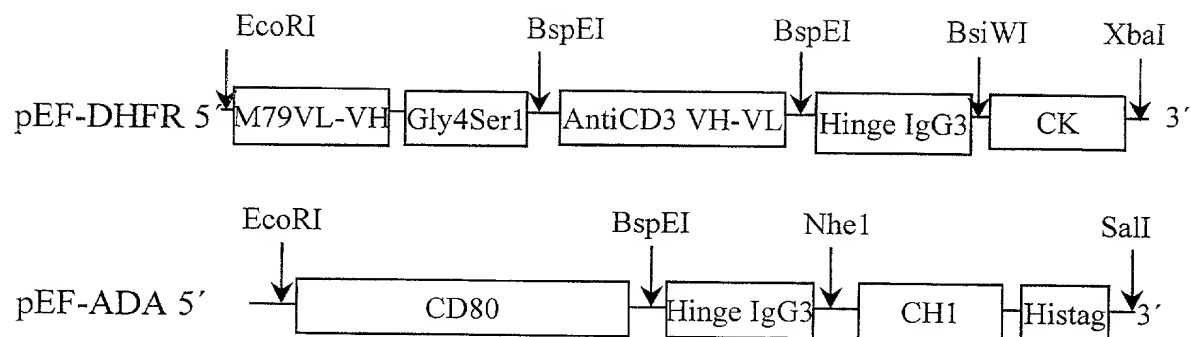 EcoRI BspEI BspEI BsiWI XbaI
pEF-DHFR 5´ M79VL-VH Gly4Ser1 AntiCD3 VH-VL Hinge IgG3 CK 3´
EcoRI BspEI Nhe1 SalI
pEF-ADA 5´ CD80 Hinge IgG3 CH1 Histag 3´